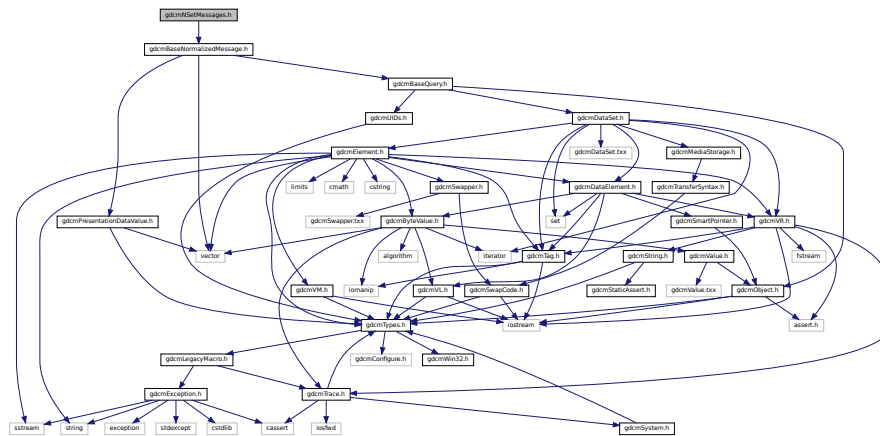 gdcmNSetMessages.h
gdcmBaseNormalizedMessage.h
gdcmBaseQuery.h
gdcmUIDs.h
gdcmDataSet.h
gdcmElement.h
gdcmDataSet.txx
gdcmMediaStorage.h
limits
cmath
cstring
gdcmSwapper.h
gdcmDataElement.h
gdcmTransferSyntax.h
gdcmPresentationDataValue.h
gdcmSwapper.txx
gdcmByteValue.h
set
gdcmSmartPointer.h
gdcmVR.h
vector
algorithm
iterator
gdcmTag.h
gdcmString.h
gdcmValue.h
fstream
gdcmVM.h
iomanip
gdcmVL.h
gdcmSwapCode.h
gdcmStaticAssert.h
gdcmValue.txx
gdcmObject.h
gdcmTypes.h
iostream
assert.h
gdcmLegacyMacro.h
gdcmConfigure.h
gdcmWin32.h
gdcmException.h
gdcmTrace.h
sstream
string
exception
stdexcept
cstdlib
cassert
iosfwd
gdcmSystem.h